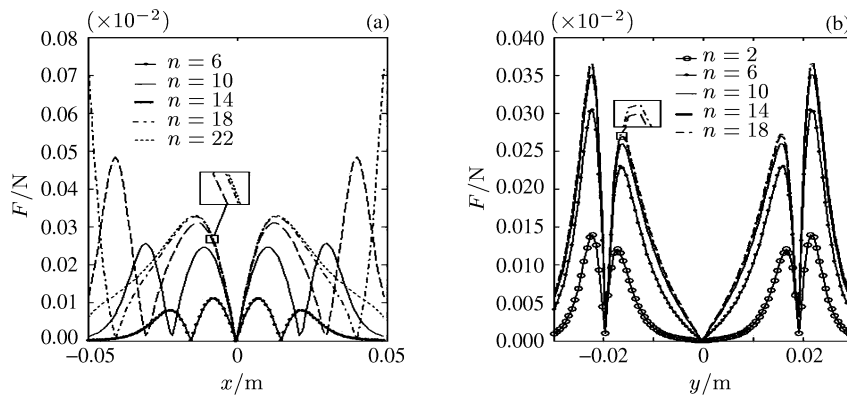 (×10⁻²) (a)
0.08
0.07
0.06
0.05
0.04
0.03
0.02
0.01
0.00
F/N
n = 6
n = 10
n = 14
n = 18
n = 22
−0.05 0 0.05
x/m
(×10⁻²) (b)
0.040
0.035
0.030
0.025
0.020
0.015
0.010
0.005
0.000
F/N
n = 2
n = 6
n = 10
n = 14
n = 18
−0.02 0 0.02
y/m